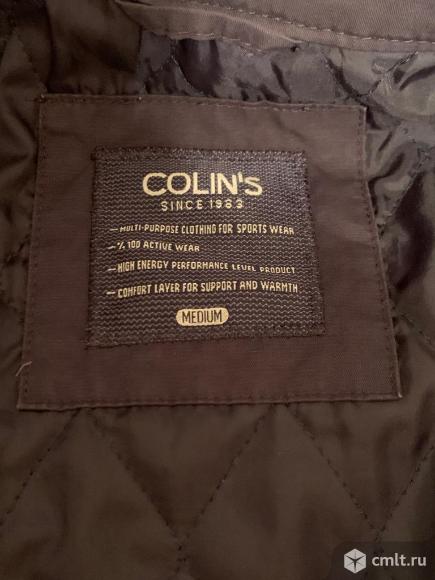 COLIN'S
SINCE 1983
—MULTI-PURPOSE CLOTHING FOR SPORTS WEAR
—% 100 ACTIVE WEAR
—HIGH ENERGY PERFORMANCE LEVEL PRODUCT
—COMFORT LAYER FOR SUPPORT AND WARMTH
MEDIUM
cmlt.ru